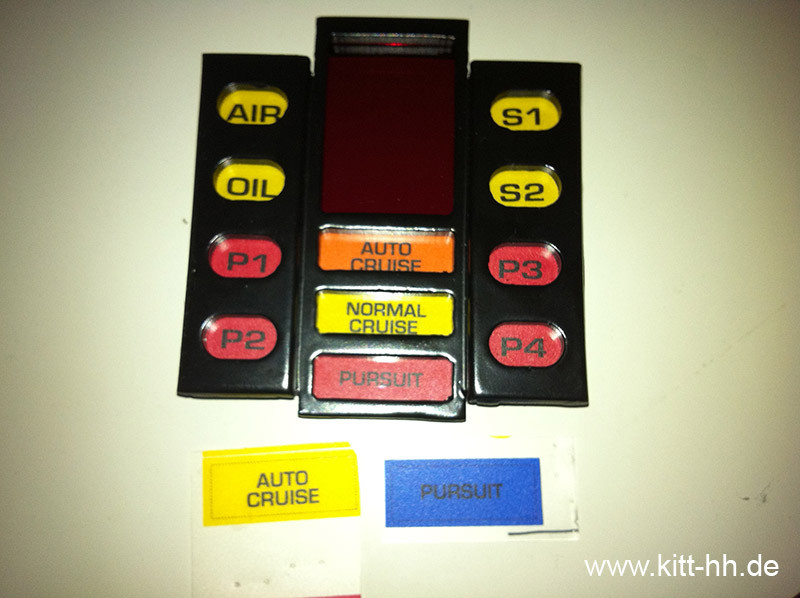 AIR
OIL
P1
P2
AUTO
CRUISE
NORMAL
CRUISE
PURSUIT
S1
S2
P3
P4
AUTO
CRUISE
PURSUIT
www.kitt-hh.de